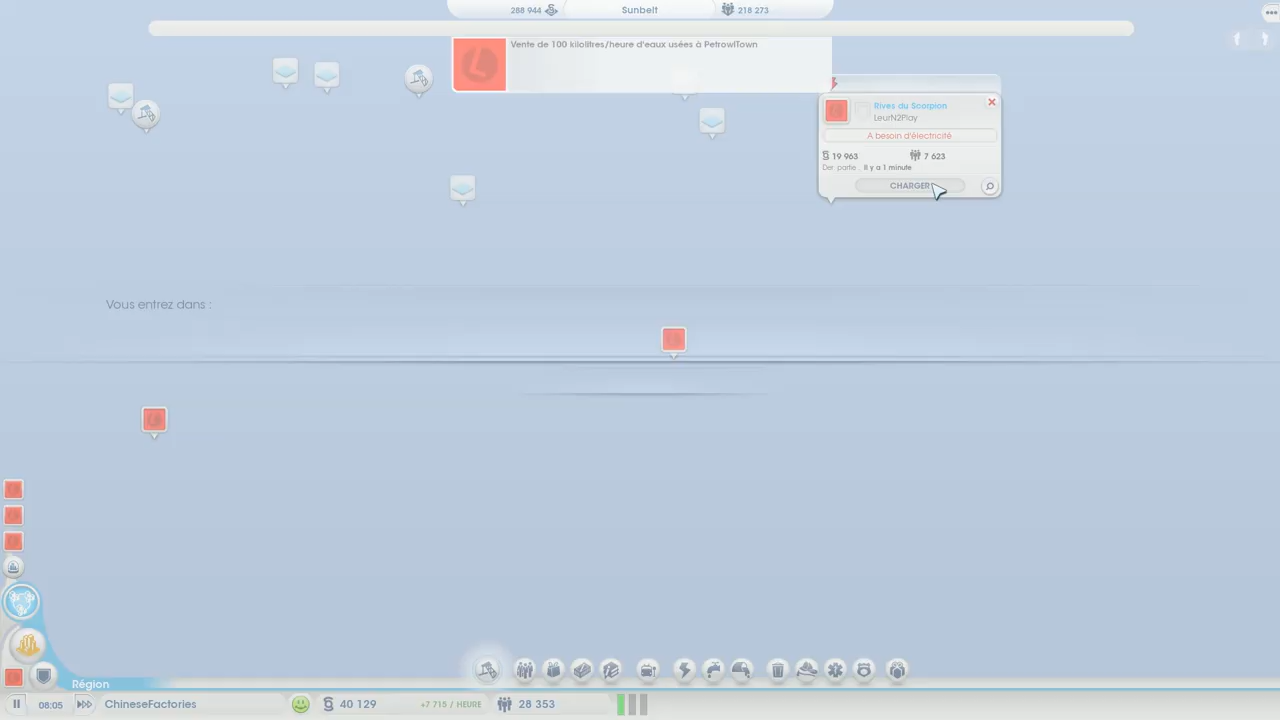 288 944
Sunbelt
218 273
Vente de 100 kilolitres/heure d'eaux usées à PetrowlTown
Rives du Scorpion
LeurN2Play
A besoin d'électricité
19 963
7 623
Der. partie : Il y a 1 minute
CHARGER
Vous entrez dans :
Région
08:05
ChineseFactories
40 129
+7 715 / HEURE
28 353